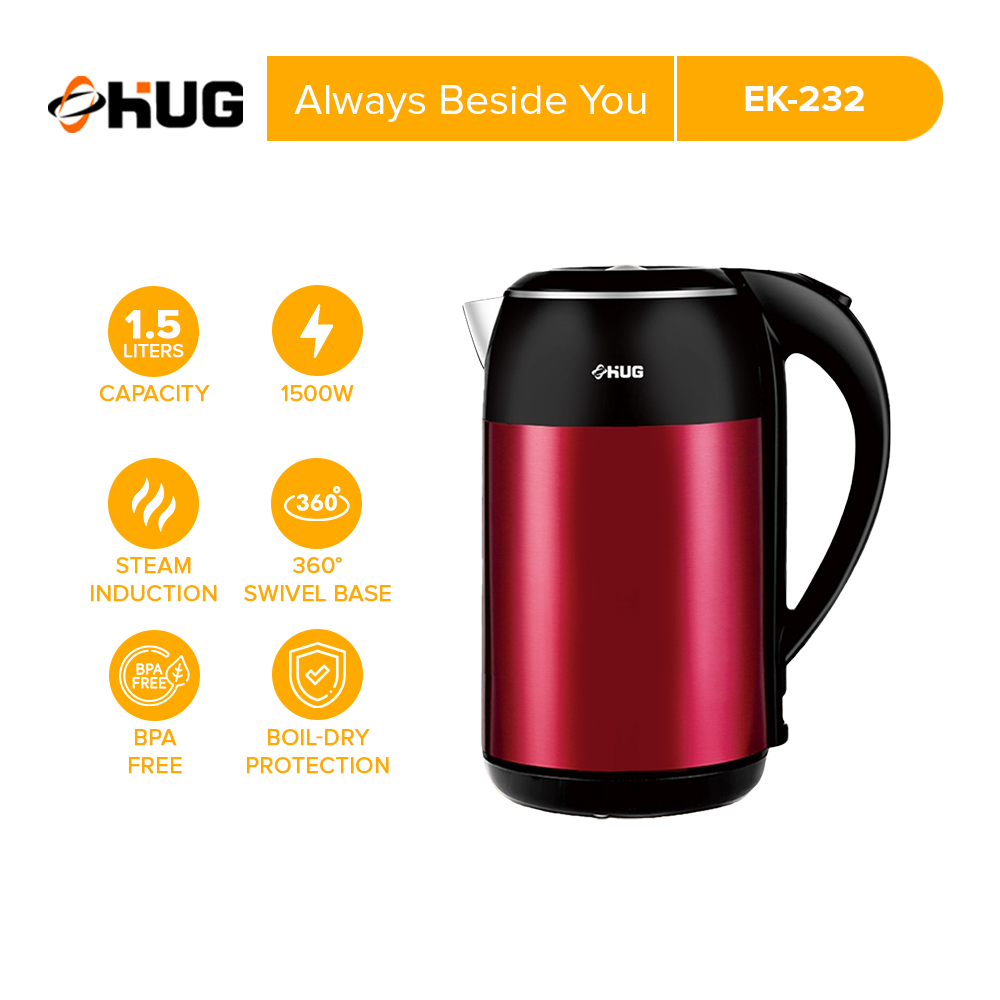 HUG
Always Beside You
EK-232
1.5
LITERS
CAPACITY
1500W
STEAM
INDUCTION
360°
360°
SWIVEL BASE
BPA
FREE
BPA
FREE
BOIL-DRY
PROTECTION
HUG